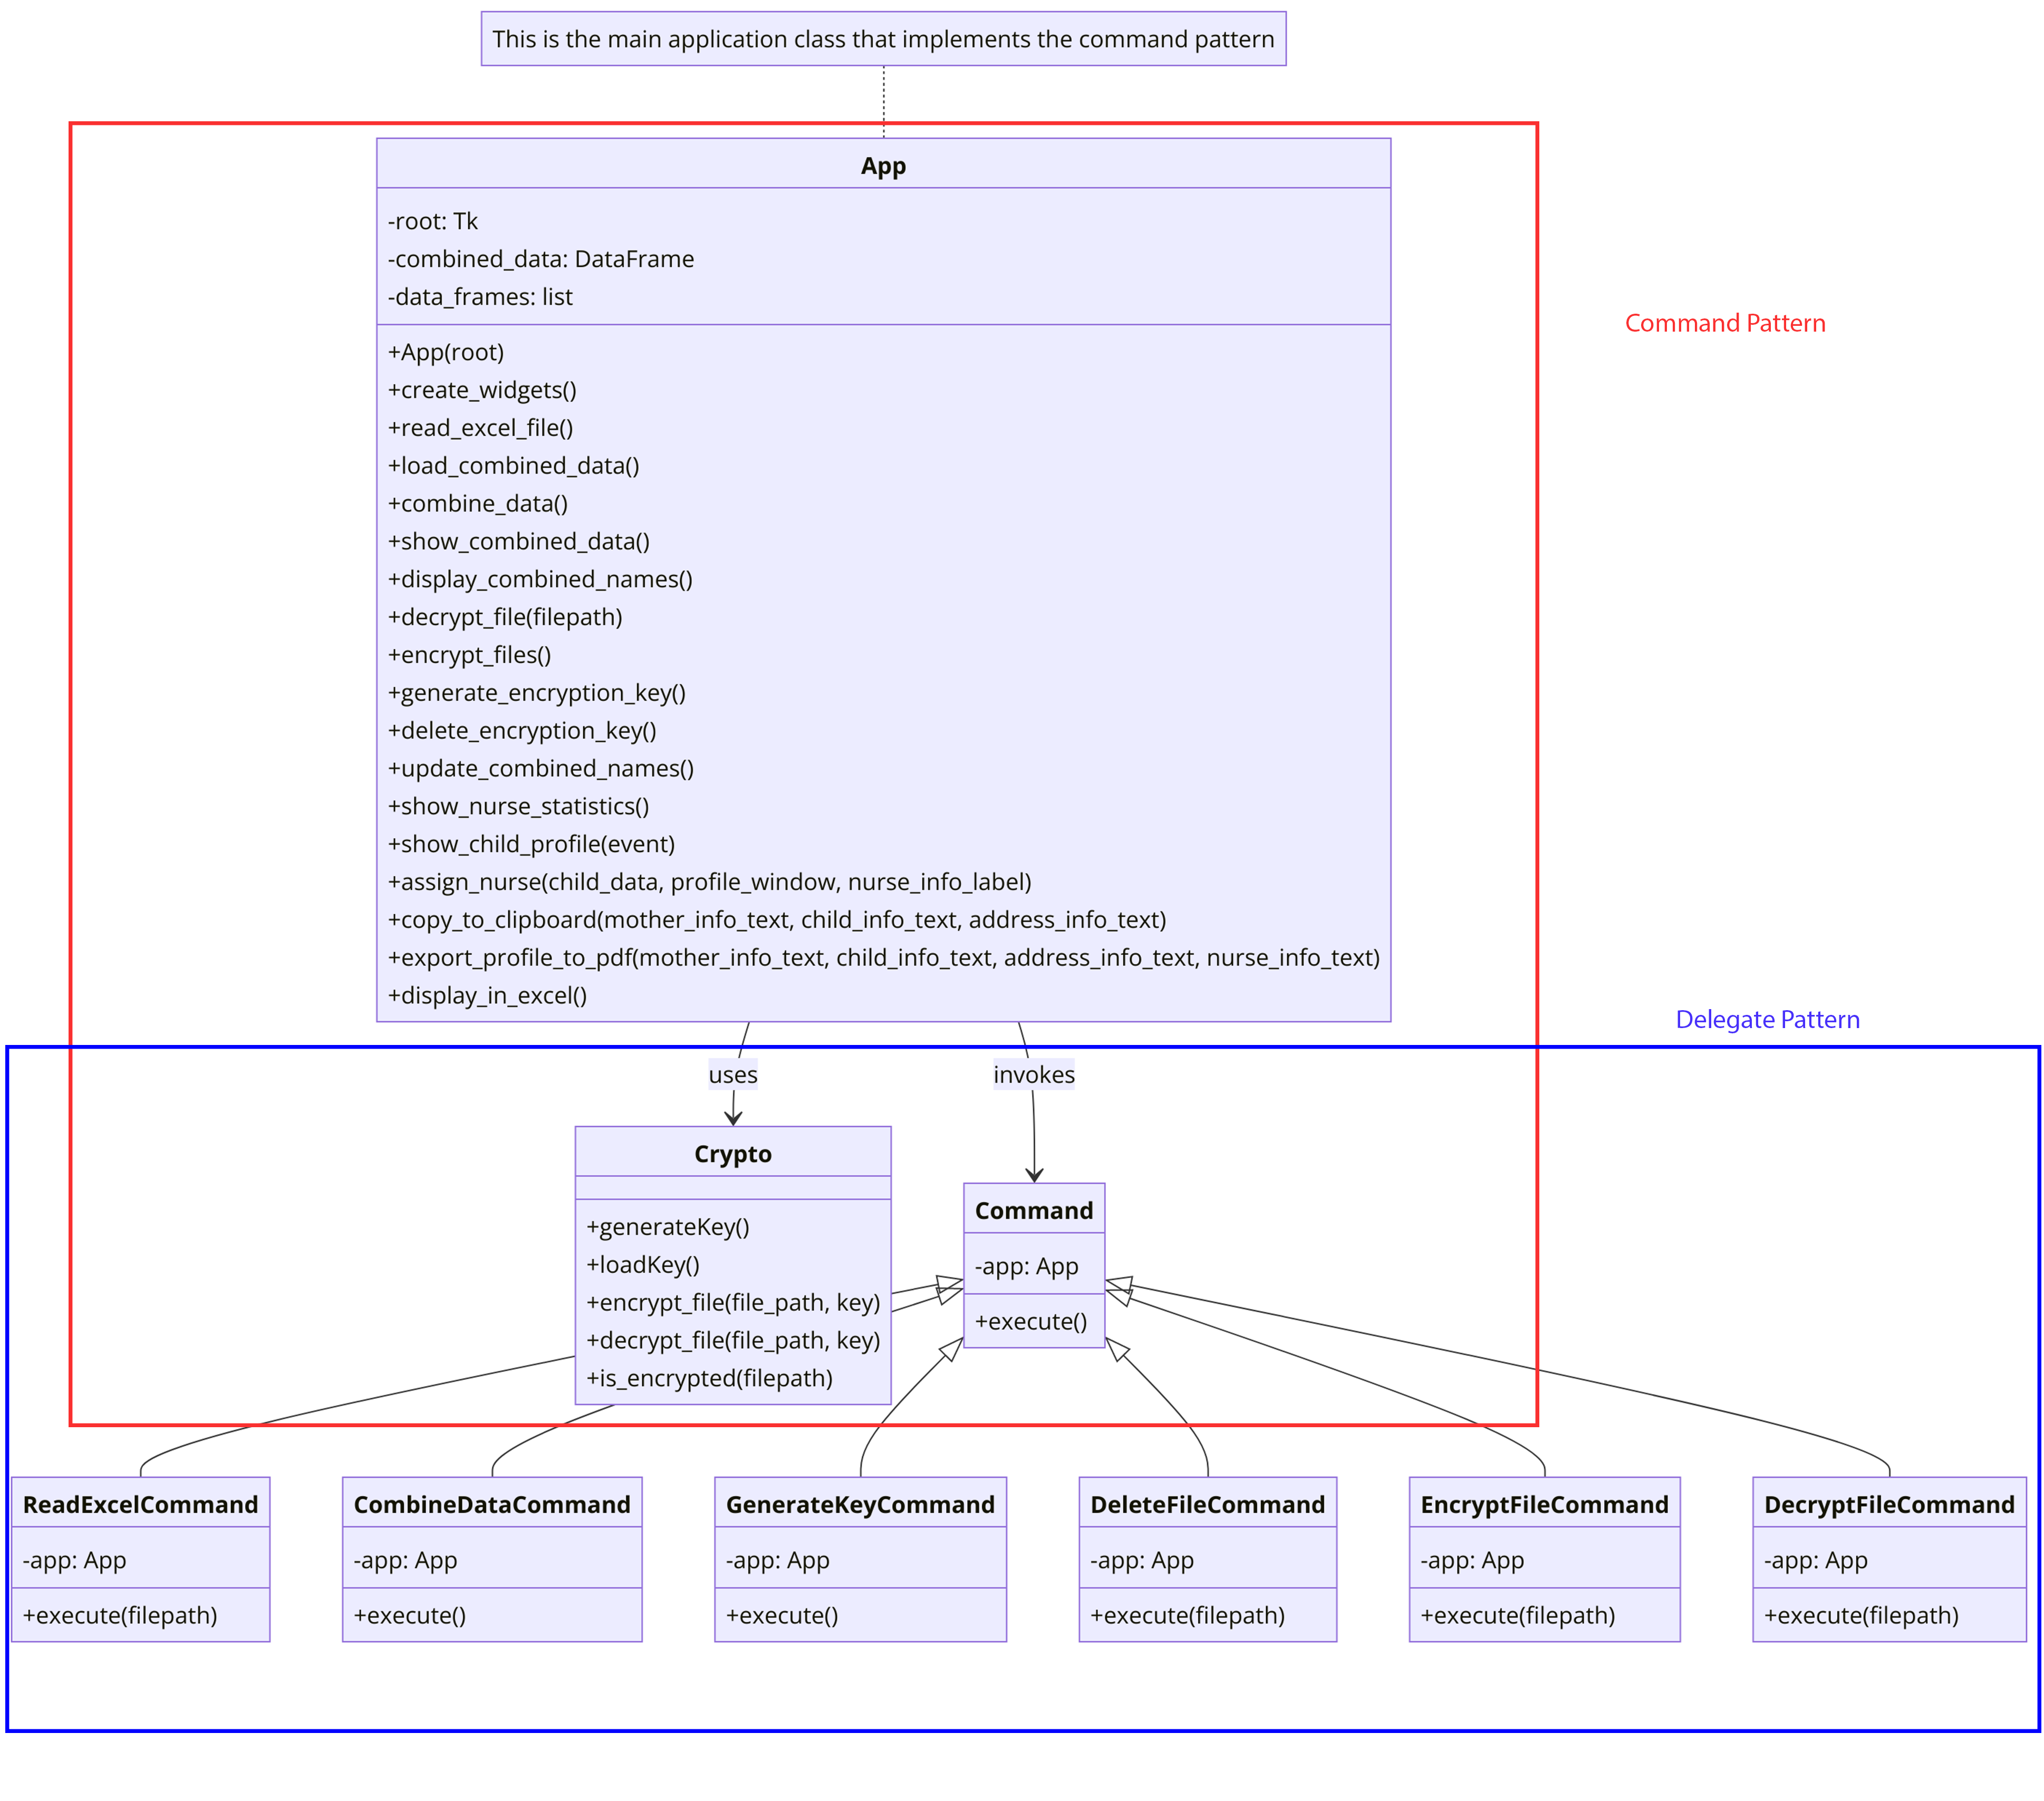 This is the main application class that implements the command pattern
App
-root: Tk
-combined_data: DataFrame
-data_frames: list
+App(root)
+create_widgets()
+read_excel_file()
+load_combined_data()
+combine_data()
+show_combined_data()
+display_combined_names()
+decrypt_file(filepath)
+encrypt_files()
+generate_encryption_key()
+delete_encryption_key()
+update_combined_names()
+show_nurse_statistics()
+show_child_profile(event)
+assign_nurse(child_data, profile_window, nurse_info_label)
+copy_to_clipboard(mother_info_text, child_info_text, address_info_text)
+export_profile_to_pdf(mother_info_text, child_info_text, address_info_text, nurse_info_text)
+display_in_excel()
Command Pattern
Delegate Pattern
uses
invokes
Crypto
+generateKey()
+loadKey()
+encrypt_file(file_path, key)
+decrypt_file(file_path, key)
+is_encrypted(filepath)
Command
-app: App
+execute()
ReadExcelCommand
-app: App
+execute(filepath)
CombineDataCommand
-app: App
+execute()
GenerateKeyCommand
-app: App
+execute()
DeleteFileCommand
-app: App
+execute(filepath)
EncryptFileCommand
-app: App
+execute(filepath)
DecryptFileCommand
-app: App
+execute(filepath)